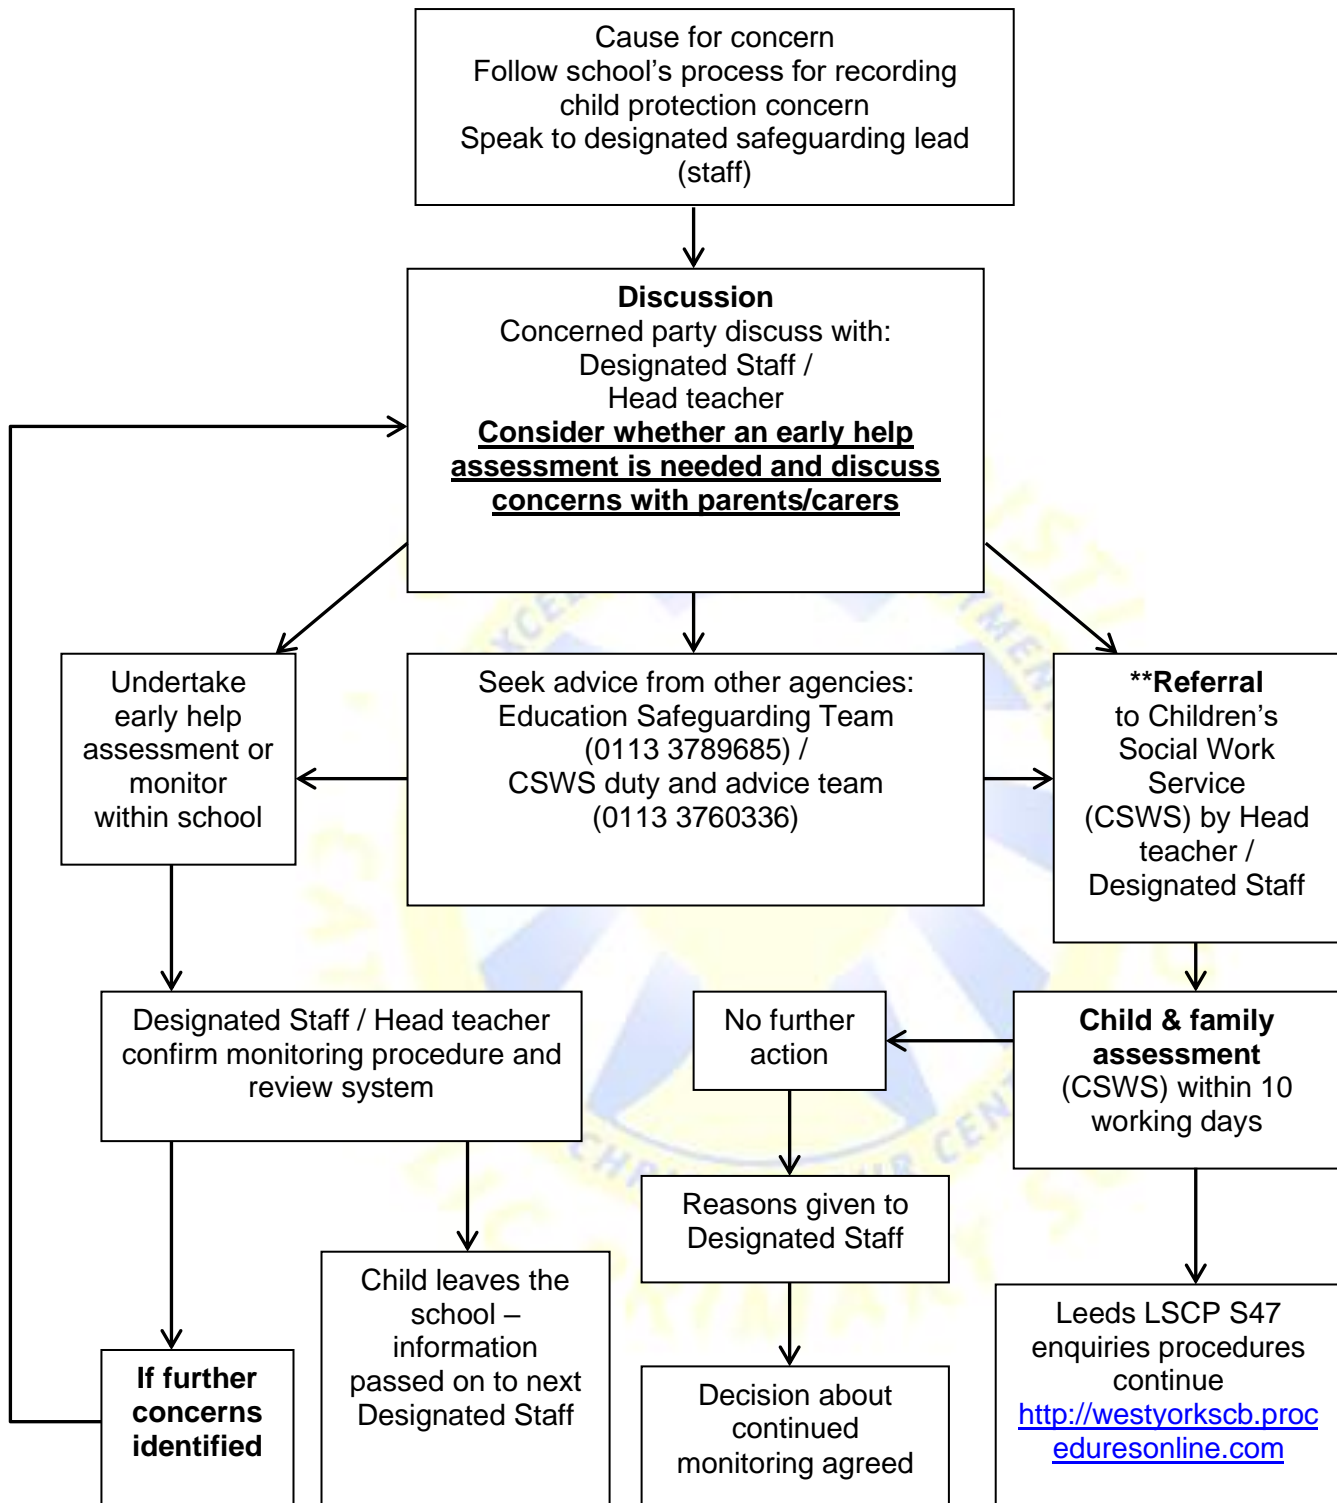 Cause for concern
Follow school’s process for recording
child protection concern
Speak to designated safeguarding lead
(staff)
Discussion
Concerned party discuss with:
Designated Staff /
Head teacher
Consider whether an early help
assessment is needed and discuss
concerns with parents/carers
Undertake
early help
assessment or
monitor
within school
Seek advice from other agencies:
Education Safeguarding Team
(0113 3789685) /
CSWS duty and advice team
(0113 3760336)
**Referral
to Children’s
Social Work
Service
(CSWS) by Head
teacher /
Designated Staff
Designated Staff / Head teacher
confirm monitoring procedure and
review system
No further
action
Child & family
assessment
(CSWS) within 10
working days
Reasons given to
Designated Staff
If further
concerns
identified
Child leaves the
school –
information
passed on to next
Designated Staff
Decision about
continued
monitoring agreed
Leeds LSCP S47
enquiries procedures
continue
http://westyorkscb.proc
eduresonline.com
PRIMARY